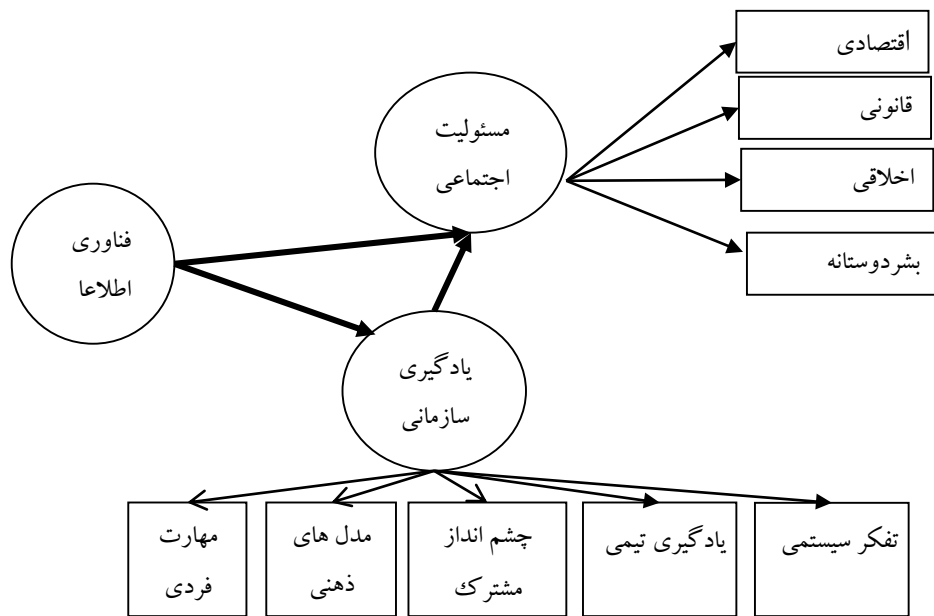 اقتصادی
قانونی
مسئولیت
اجتماعی
اخلاقی
بشردوستانه
فناوری
اطلاعا
یادگیری
سازمانی
تفکر سیستمی
یادگیری تیمی
چشم انداز
مشترک
مدل های
ذهنی
مهارت
فردی